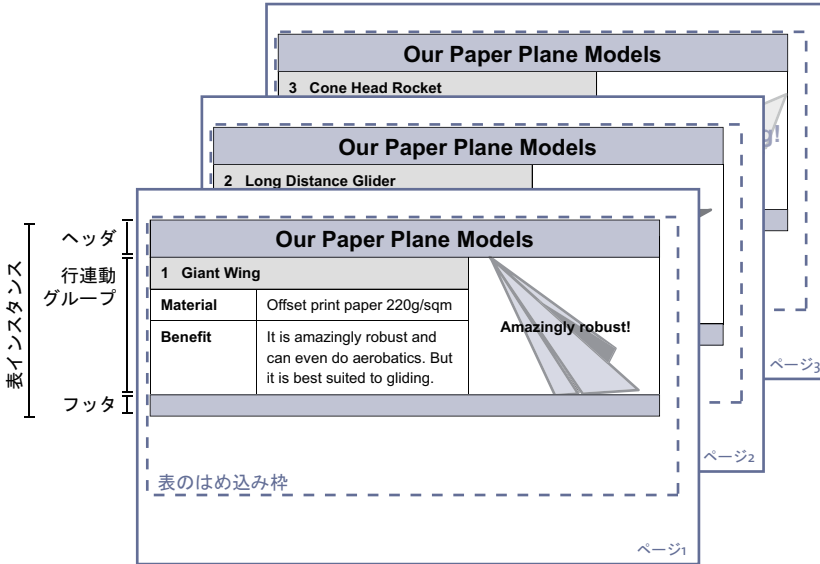 Our Paper Plane Models
3 Cone Head Rocket
g!
ページ3
Our Paper Plane Models
2 Long Distance Glider
ページ2
表インスタンス
ヘッダ
行連動
グループ
フッタ
Our Paper Plane Models
1 Giant Wing
Material
Offset print paper 220g/sqm
Benefit
It is amazingly robust and
can even do aerobatics. But
it is best suited to gliding.
Amazingly robust!
表のはめ込み枠
ページ1